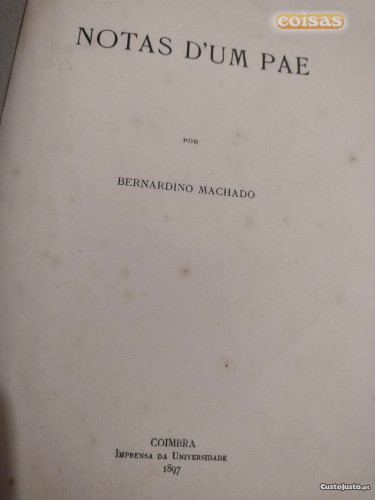 coisas
NOTAS D'UM PAE
POR
BERNARDINO MACHADO
COIMBRA
IMPRENSA DA UNIVERSIDADE
1897
CustoJusto.pt